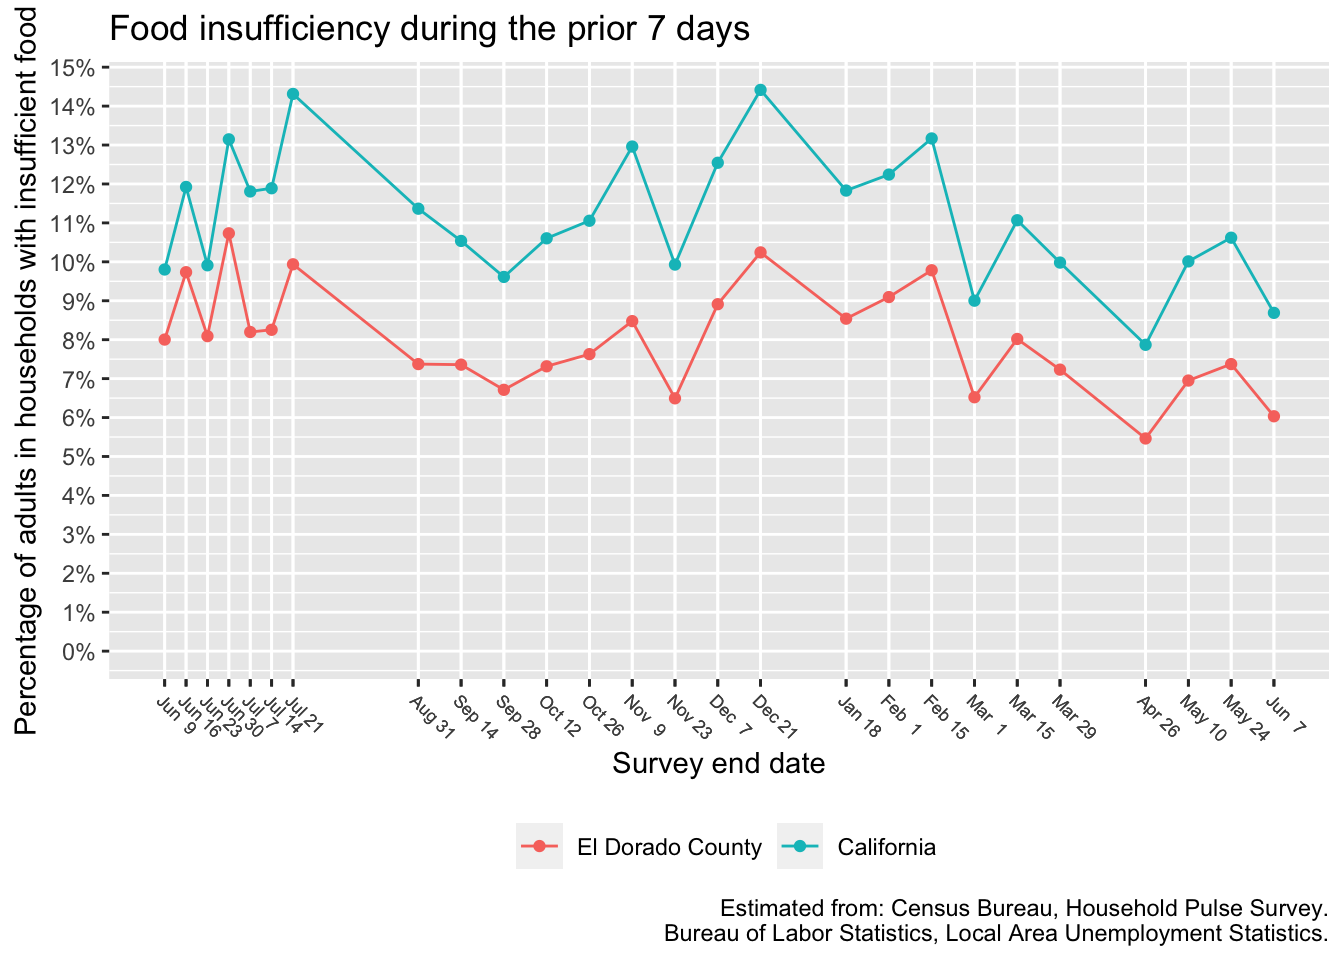 Food insufficiency during the prior 7 days
Percentage of adults in households with insufficient food
15%
14%
13%
12%
11%
10%
9%
8%
7%
6%
5%
4%
3%
2%
1%
0%
Jun 9
Jun 16
Jun 23
Jun 30
Jul 7
Jul 14
Jul 21
Aug 31
Sep 14
Sep 28
Oct 12
Oct 26
Nov 9
Nov 23
Dec 7
Dec 21
Jan 18
Feb 1
Feb 15
Mar 1
Mar 15
Mar 29
Apr 26
May 10
May 24
Jun 7
Survey end date
El Dorado County
California
Estimated from: Census Bureau, Household Pulse Survey.
Bureau of Labor Statistics, Local Area Unemployment Statistics.